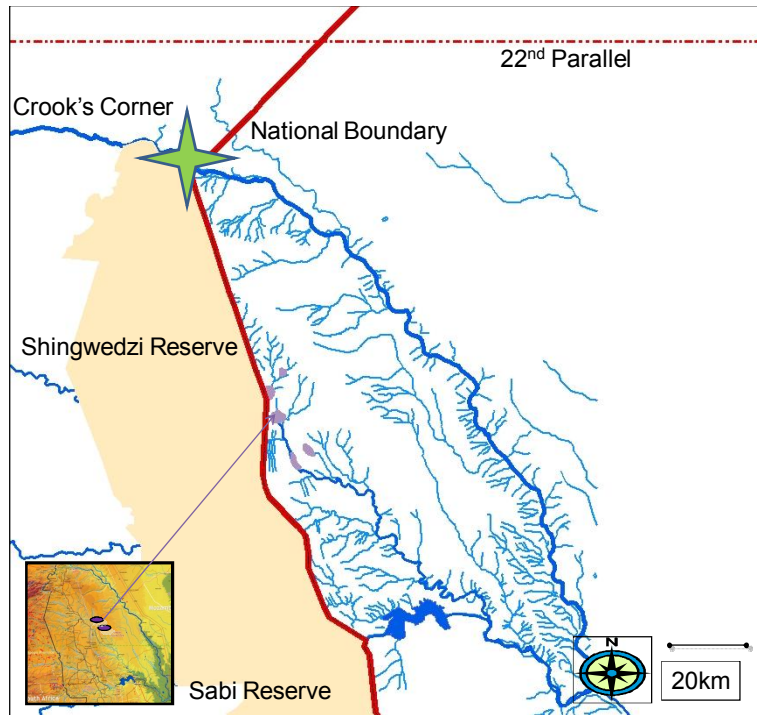 22nd Parallel
Crook's Corner
National Boundary
Shingwedzi Reserve
N
20km
Sabi Reserve